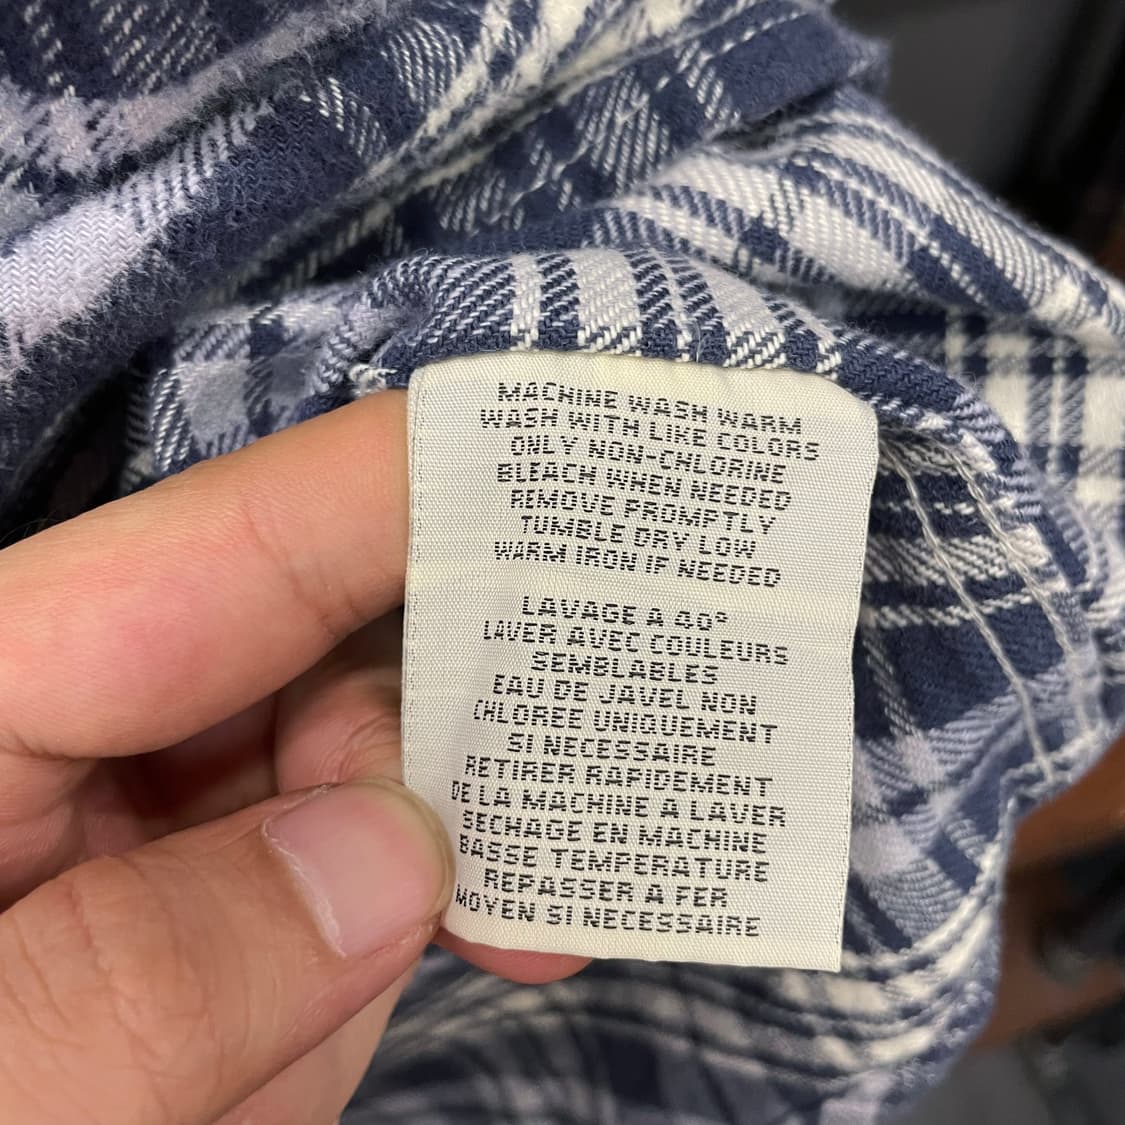 MACHINE WASH WARM
WASH WITH LIKE COLORS
ONLY NON-CHLORINE
BLEACH WHEN NEEDED
REMOVE PROMPTLY
TUMBLE DRY LOW
WARM IRON IF NEEDED
LAVAGE A 40°
LAVER AVEC COULEURS
SEMBLABLES
EAU DE JAVEL NON
CHLOREE UNIQUEMENT
SI NECESSAIRE
RETIRER RAPIDEMENT
DE LA MACHINE A LAVER
SECHAGE EN MACHINE
BASSE TEMPERATURE
REPASSER A FER
MOYEN SI NECESSAIRE